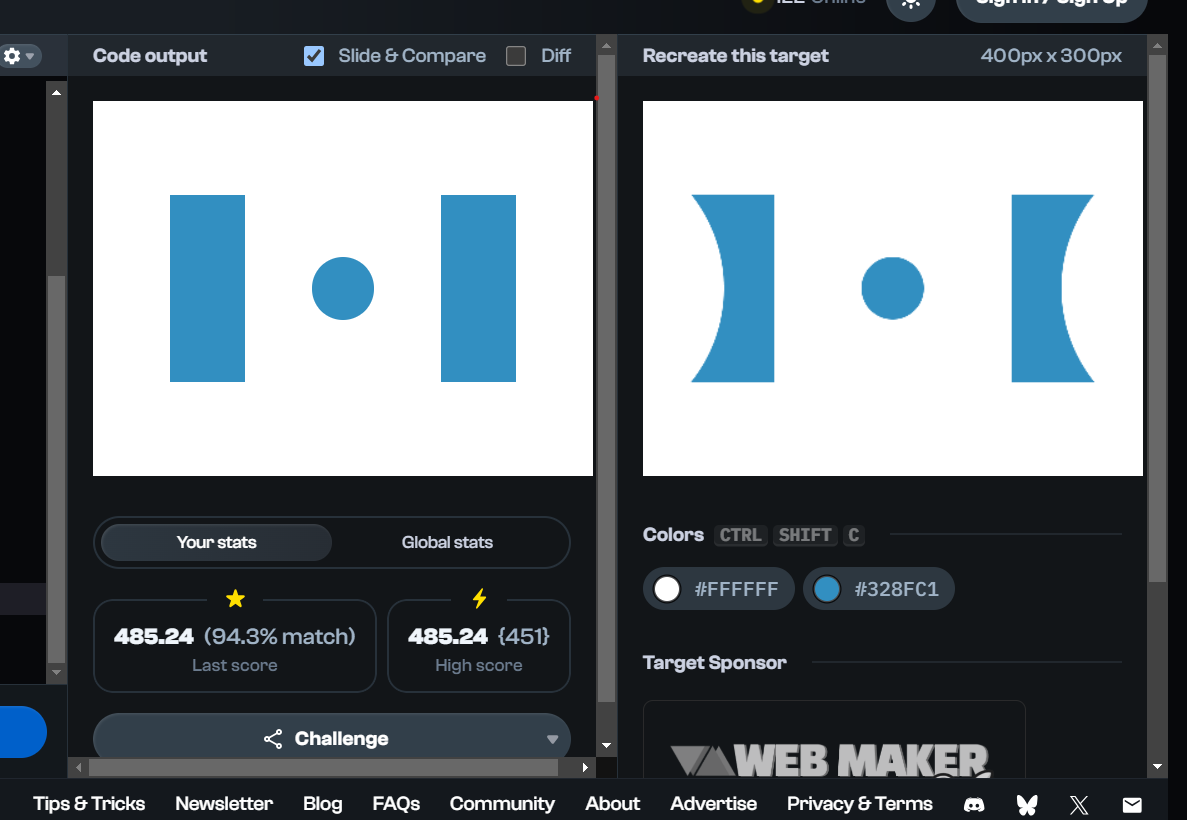 Code output
Slide & Compare
Diff
Recreate this target
400px x 300px
Your stats
Global stats
485.24 (94.3% match)
Last score
485.24 {451}
High score
Challenge
Colors CTRL SHIFT C
#FFFFFF
#328FC1
Target Sponsor
WEB MAKER
Tips & Tricks
Newsletter
Blog
FAQs
Community
About
Advertise
Privacy & Terms